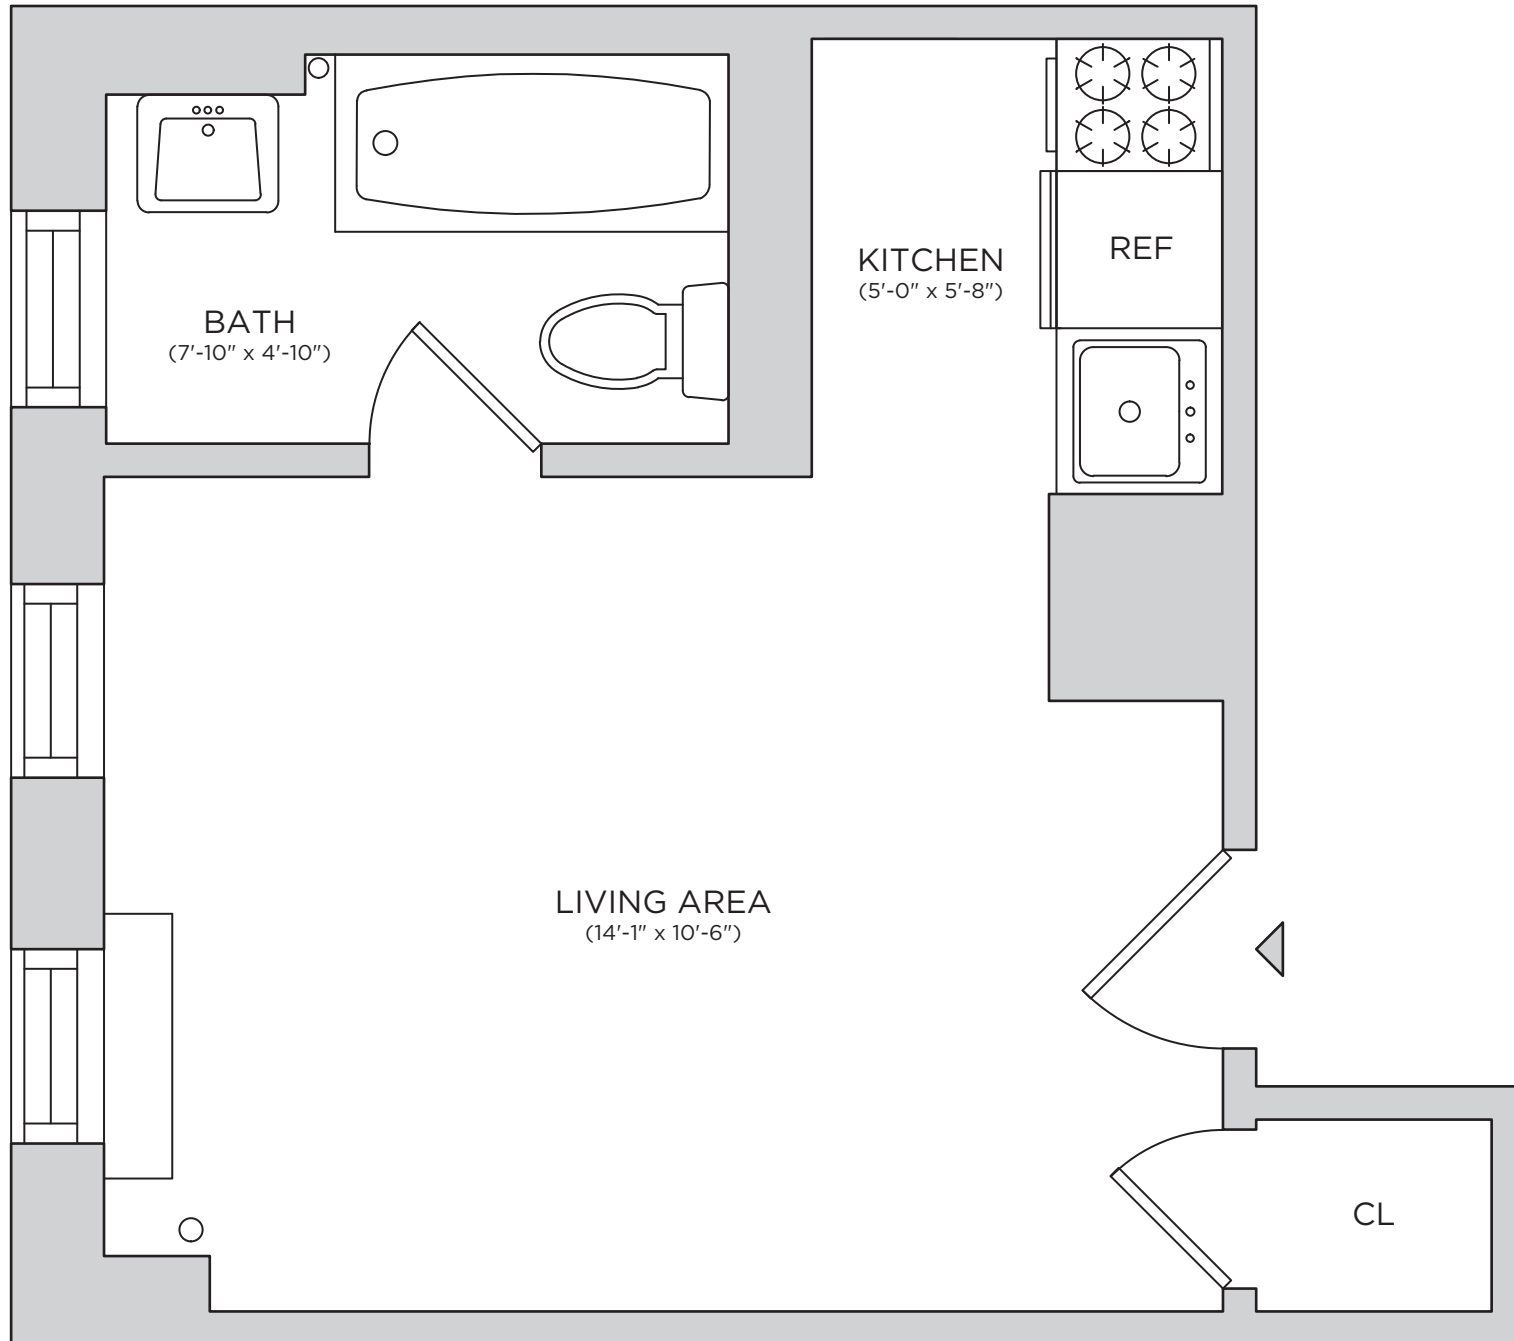 KITCHEN
(5'-0" x 5'-8")
REF
BATH
(7'-10" x 4'-10")
LIVING AREA
(14'-1" x 10'-6")
CL